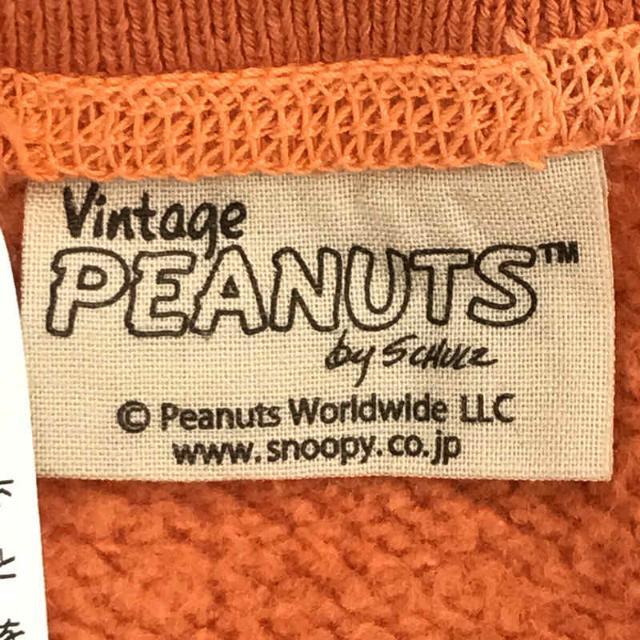 Vintage
PEANUTS™
by SCHULZ
© Peanuts Worldwide LLC
www.snoopy.co.jp